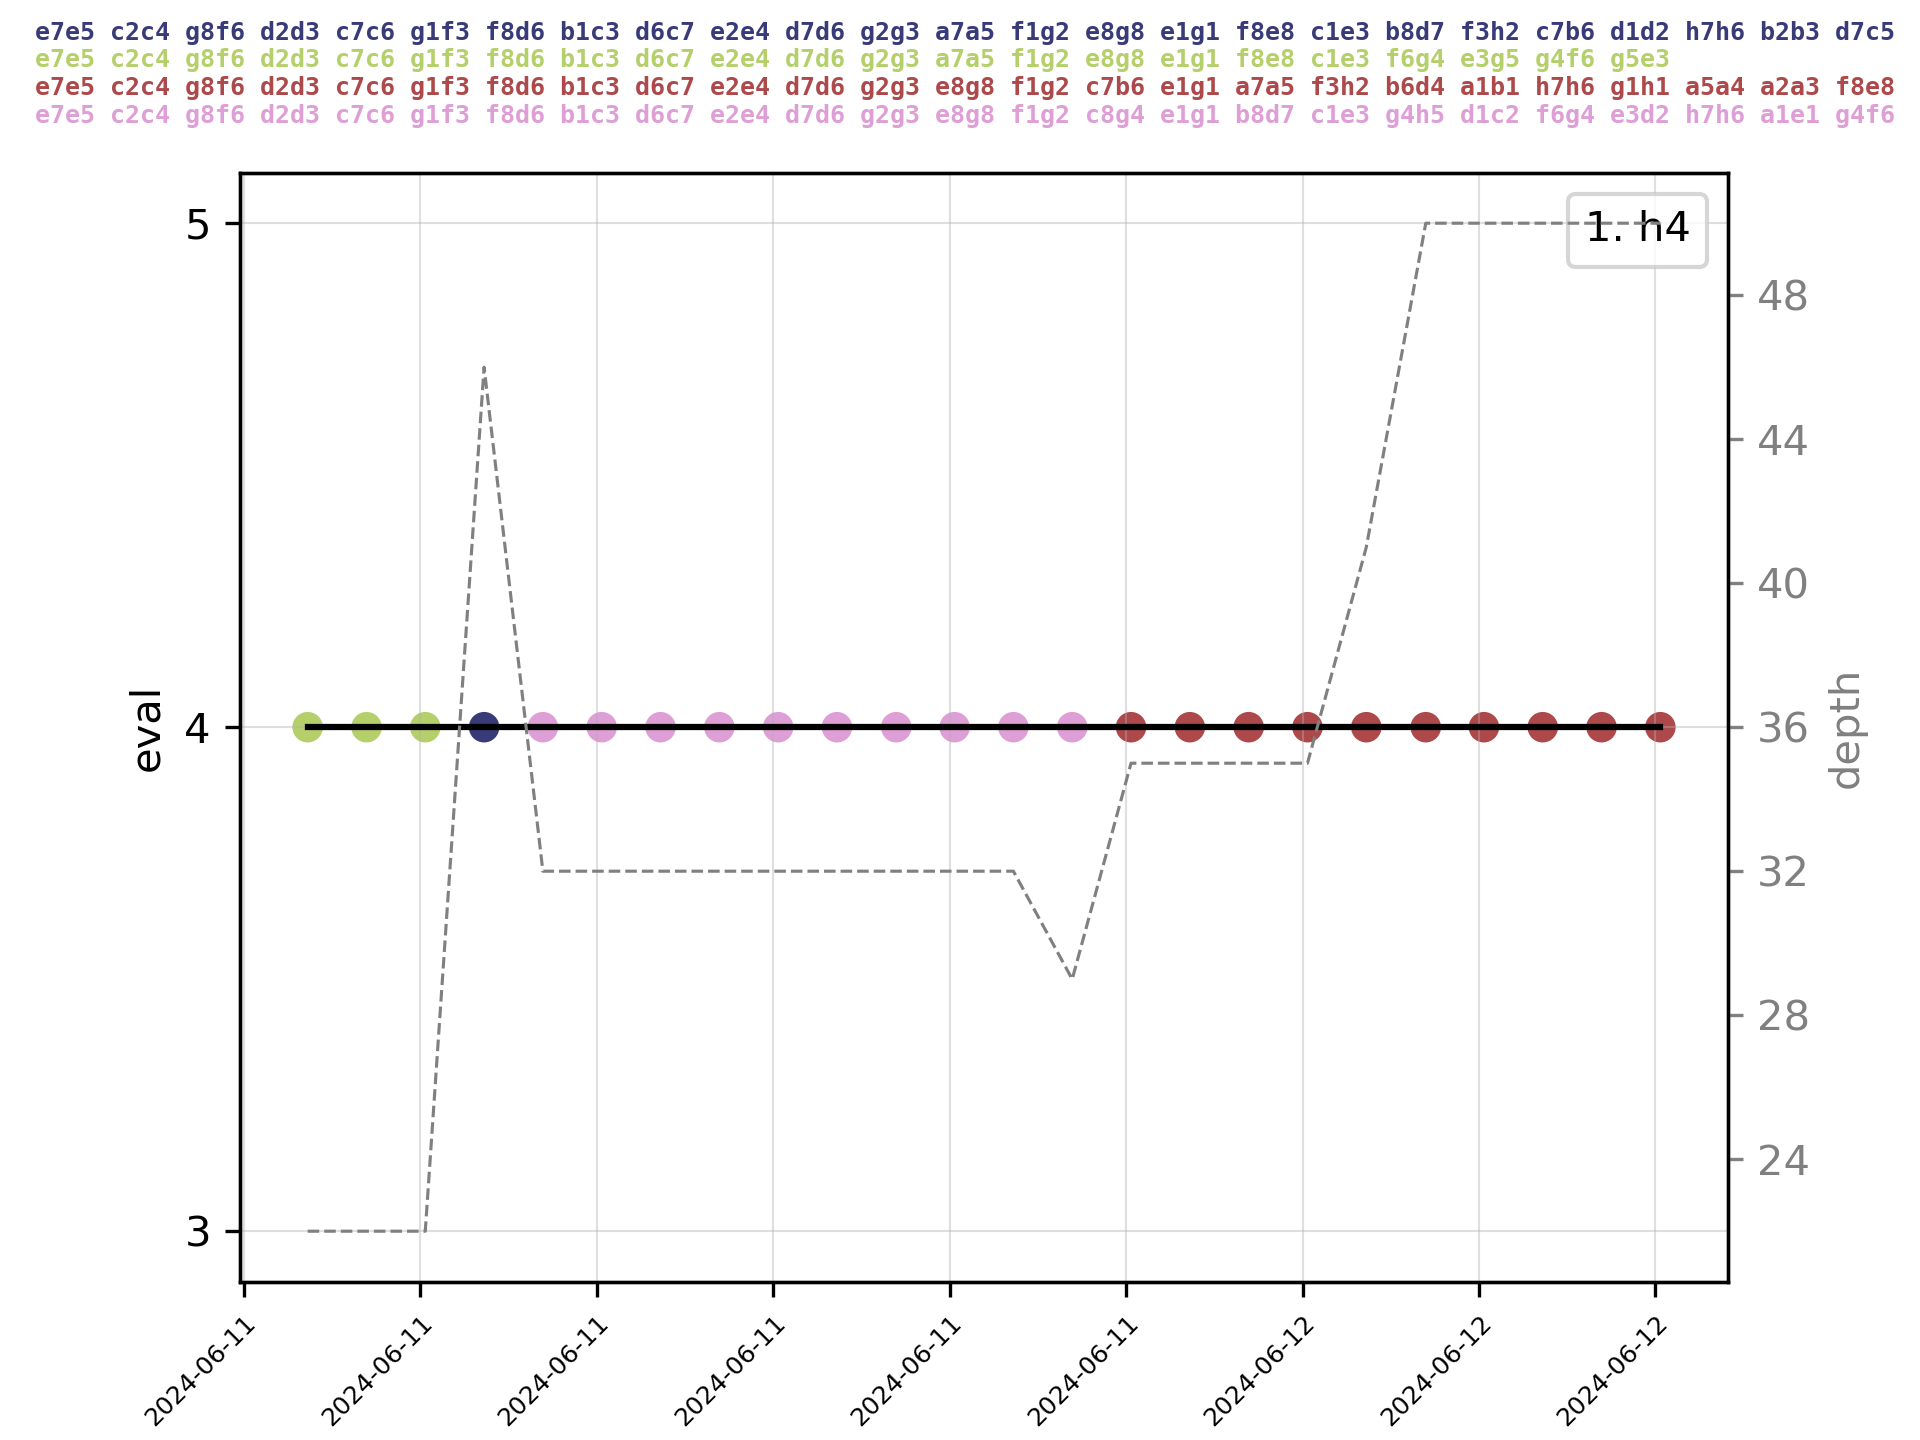 e7e5 c2c4 g8f6 d2d3 c7c6 g1f3 f8d6 b1c3 d6c7 e2e4 d7d6 g2g3 a7a5 f1g2 e8g8 e1g1 f8e8 c1e3 b8d7 f3h2 c7b6 d1d2 h7h6 b2b3 d7c5
e7e5 c2c4 g8f6 d2d3 c7c6 g1f3 f8d6 b1c3 d6c7 e2e4 d7d6 g2g3 a7a5 f1g2 e8g8 e1g1 f8e8 c1e3 f6g4 e3g5 g4f6 g5e3
e7e5 c2c4 g8f6 d2d3 c7c6 g1f3 f8d6 b1c3 d6c7 e2e4 d7d6 g2g3 e8g8 f1g2 c7b6 e1g1 a7a5 f3h2 b6d4 a1b1 h7h6 g1h1 a5a4 a2a3 f8e8
e7e5 c2c4 g8f6 d2d3 c7c6 g1f3 f8d6 b1c3 d6c7 e2e4 d7d6 g2g3 e8g8 f1g2 c8g4 e1g1 b8d7 c1e3 g4h5 d1c2 f6g4 e3d2 h7h6 a1e1 g4f6
1. h4
5
4
3
eval
48
44
40
36
32
28
24
depth
2024-06-11
2024-06-11
2024-06-11
2024-06-11
2024-06-11
2024-06-11
2024-06-12
2024-06-12
2024-06-12